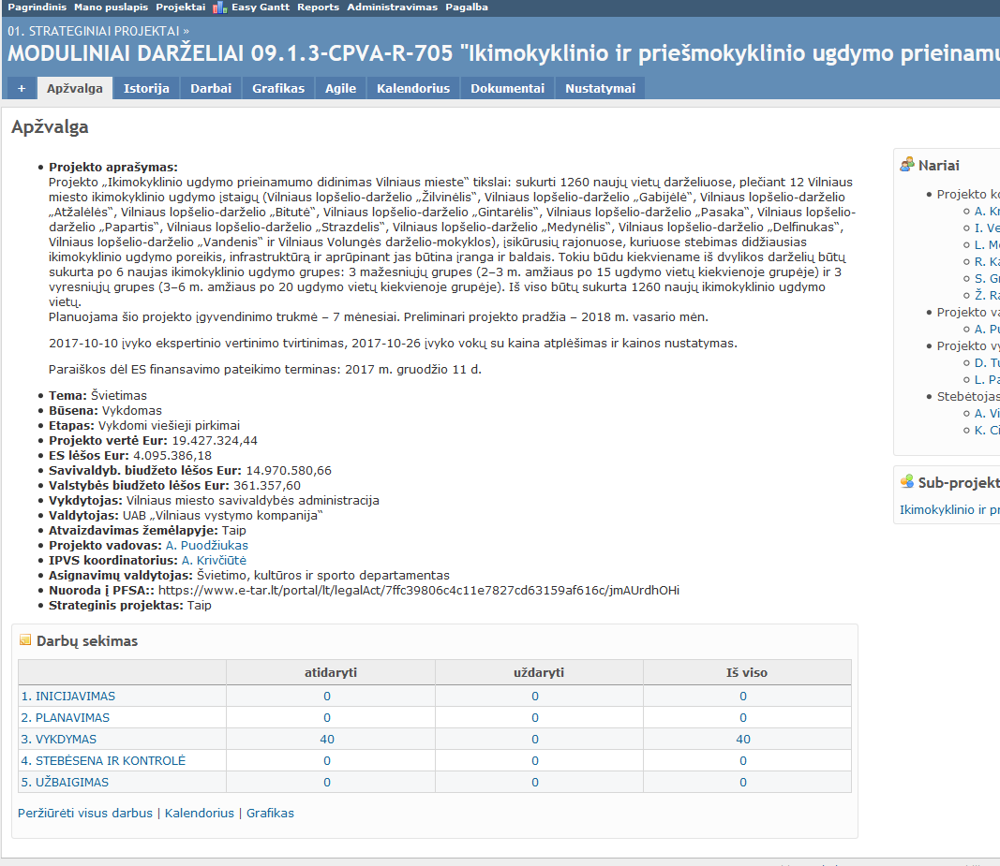 Pagrindinis Mano puslapis Projektai Easy Gantt Reports Administravimas Pagalba
01. STRATEGINIAI PROJEKTAI »
MODULINIAI DARŽELIAI 09.1.3-CPVA-R-705 "Ikimokyklinio ir priešmokyklinio ugdymo prieinamu
+ Apžvalga Istorija Darbai Grafikas Agile Kalendorius Dokumentai Nustatymai
Apžvalga
Projekto aprašymas:
Projekto „Ikimokyklinio ugdymo prieinamumo didinimas Vilniaus mieste“ tikslai: sukurti 1260 naujų vietų darželiuose, plečiant 12 Vilniaus
miesto ikimokyklinio ugdymo įstaigų (Vilniaus lopšelio-darželio „Žilvinėlis“, Vilniaus lopšelio-darželio „Gabijėlė“, Vilniaus lopšelio-darželio
„Atžalėlės“, Vilniaus lopšelio-darželio „Bitutė“, Vilniaus lopšelio-darželio „Gintarėlis“, Vilniaus lopšelio-darželio „Pasaka“, Vilniaus lopšelio-
darželio „Papartis“, Vilniaus lopšelio-darželio „Strazdelis“, Vilniaus lopšelio-darželio „Medynėlis“, Vilniaus lopšelio-darželio „Delfinukas“,
Vilniaus lopšelio-darželio „Vandenis“ ir Vilniaus Volungės darželio-mokyklos), įsikūrusių rajonuose, kuriuose stebimas didžiausias
ikimokyklinio ugdymo poreikis, infrastruktūrą ir aprūpinant jas būtina įranga ir baldais. Tokiu būdu kiekviename iš dvylikos darželių būtų
sukurta po 6 naujas ikimokyklinio ugdymo grupes: 3 mažesniųjų grupes (2–3 m. amžiaus po 15 ugdymo vietų kiekvienoje grupėje) ir 3
vyresniųjų grupes (3–6 m. amžiaus po 20 ugdymo vietų kiekvienoje grupėje). Iš viso būtų sukurta 1260 naujų ikimokyklinio ugdymo
vietų.
Planuojama šio projekto įgyvendinimo trukmė – 7 mėnesiai. Preliminari projekto pradžia – 2018 m. vasario mėn.
2017-10-10 įvyko ekspertinio vertinimo tvirtinimas, 2017-10-26 įvyko vokų su kaina atplėšimas ir kainos nustatymas.
Paraiškos dėl ES finansavimo pateikimo terminas: 2017 m. gruodžio 11 d.
Tema: Švietimas
Būsena: Vykdomas
Etapas: Vykdomi viešieji pirkimai
Projekto vertė Eur: 19.427.324,44
ES lėšos Eur: 4.095.386,18
Savivaldyb. biudžeto lėšos Eur: 14.970.580,66
Valstybės biudžeto lėšos Eur: 361.357,60
Vykdytojas: Vilniaus miesto savivaldybės administracija
Valdytojas: UAB „Vilniaus vystymo kompanija“
Atvaizdavimas žemėlapyje: Taip
Projekto vadovas: A. Puodžiukas
IPVS koordinatorius: A. Krivčiūtė
Asignavimų valdytojas: Švietimo, kultūros ir sporto departamentas
Nuoroda į PFSA:: https://www.e-tar.lt/portal/lt/legalAct/7ffc39806c4c11e7827cd63159af616c/jmAUrdhOHi
Strateginis projektas: Taip
Darbų sekimas
atidaryti uždaryti Iš viso
1. INICIJAVIMAS 0 0 0
2. PLANAVIMAS 0 0 0
3. VYKDYMAS 40 0 40
4. STEBĖSENA IR KONTROLĖ 0 0 0
5. UŽBAIGIMAS 0 0 0
Peržiūrėti visus darbus | Kalendorius | Grafikas
Nariai
Projekto ko
A. Kr
I. Ve
L. Me
R. Ka
S. Gr
Ž. Ra
Projekto va
A. Pu
Projekto vy
D. Tu
L. Pa
Stebėtojas
A. Vi
K. Ci
Sub-projekt
Ikimokyklinio ir pr